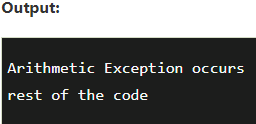 Output:
Arithmetic Exception occurs
rest of the code